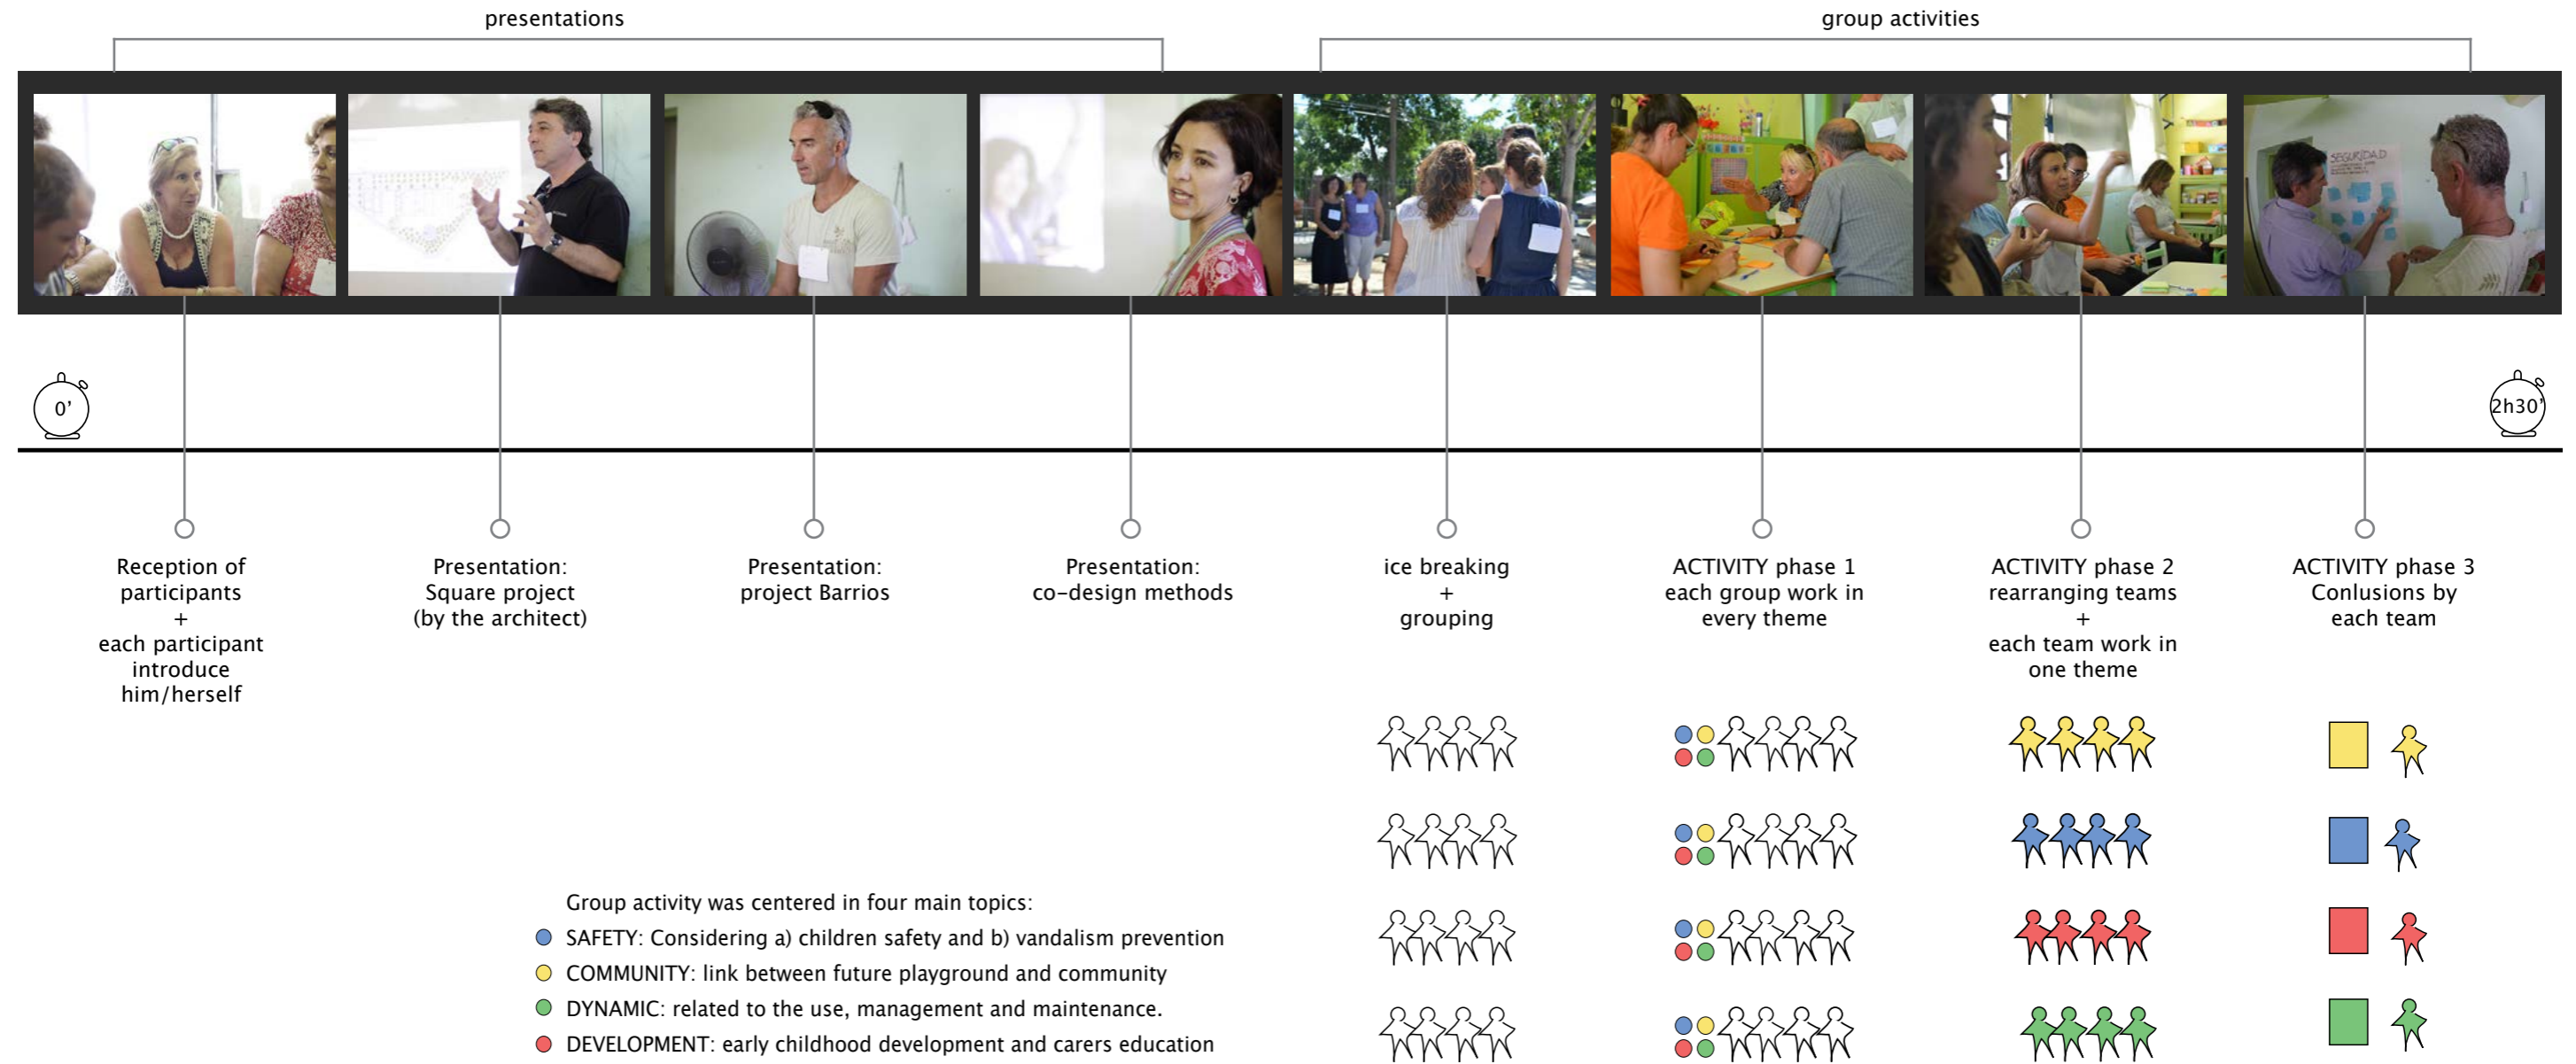 presentations
group activities
SEGURIDAD
0'
2h30'
Reception of
participants
+
each participant
introduce
him/herself
Presentation:
Square project
(by the architect)
Presentation:
project Barrios
Presentation:
co-design methods
ice breaking
+
grouping
ACTIVITY phase 1
each group work in
every theme
ACTIVITY phase 2
rearranging teams
+
each team work in
one theme
ACTIVITY phase 3
Conlusions by
each team
Group activity was centered in four main topics:
SAFETY: Considering a) children safety and b) vandalism prevention
COMMUNITY: link between future playground and community
DYNAMIC: related to the use, management and maintenance.
DEVELOPMENT: early childhood development and carers education